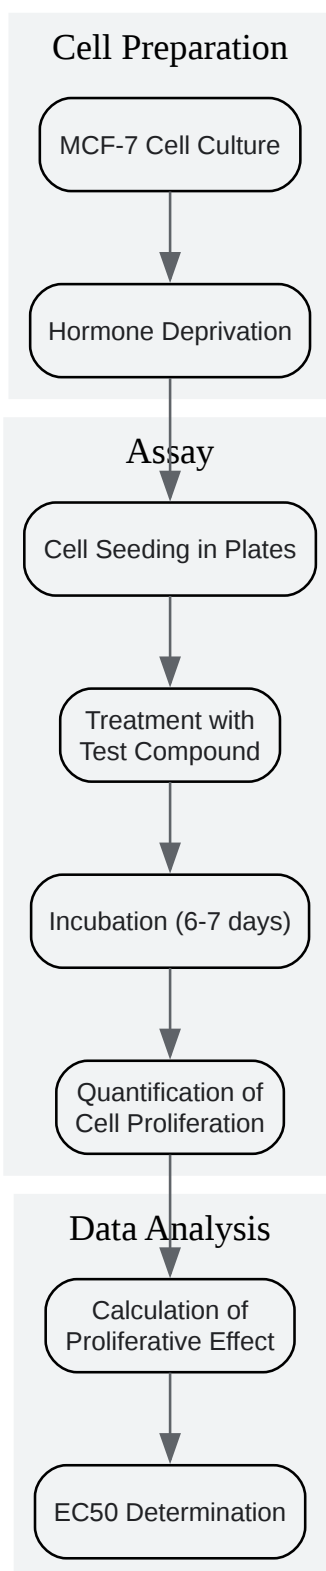 Cell Preparation
MCF-7 Cell Culture
Hormone Deprivation
Assay
Cell Seeding in Plates
Treatment with
Test Compound
Incubation (6-7 days)
Quantification of
Cell Proliferation
Data Analysis
Calculation of
Proliferative Effect
EC50 Determination